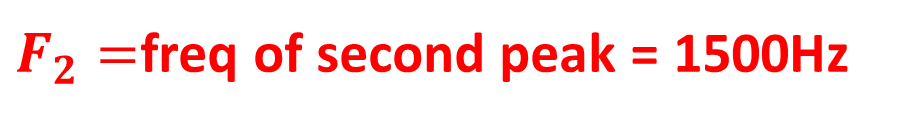 F₂ =freq of second peak = 1500Hz